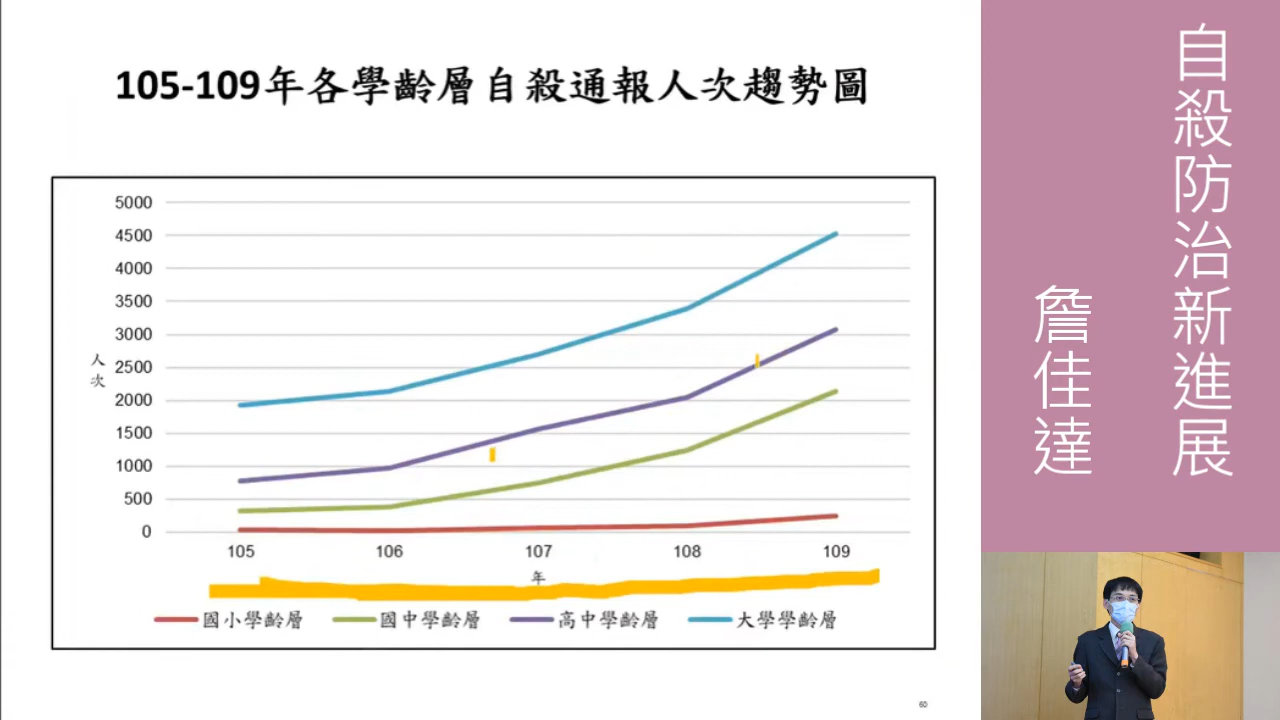 105-109年各學齡層自殺通報人次趨勢圖
5000
4500
4000
3500
3000
2500
2000
1500
1000
500
0
人次
105 106 107 108 109
年
國小學齡層 國中學齡層 高中學齡層 大學學齡層
60
自殺防治新進展
詹佳達